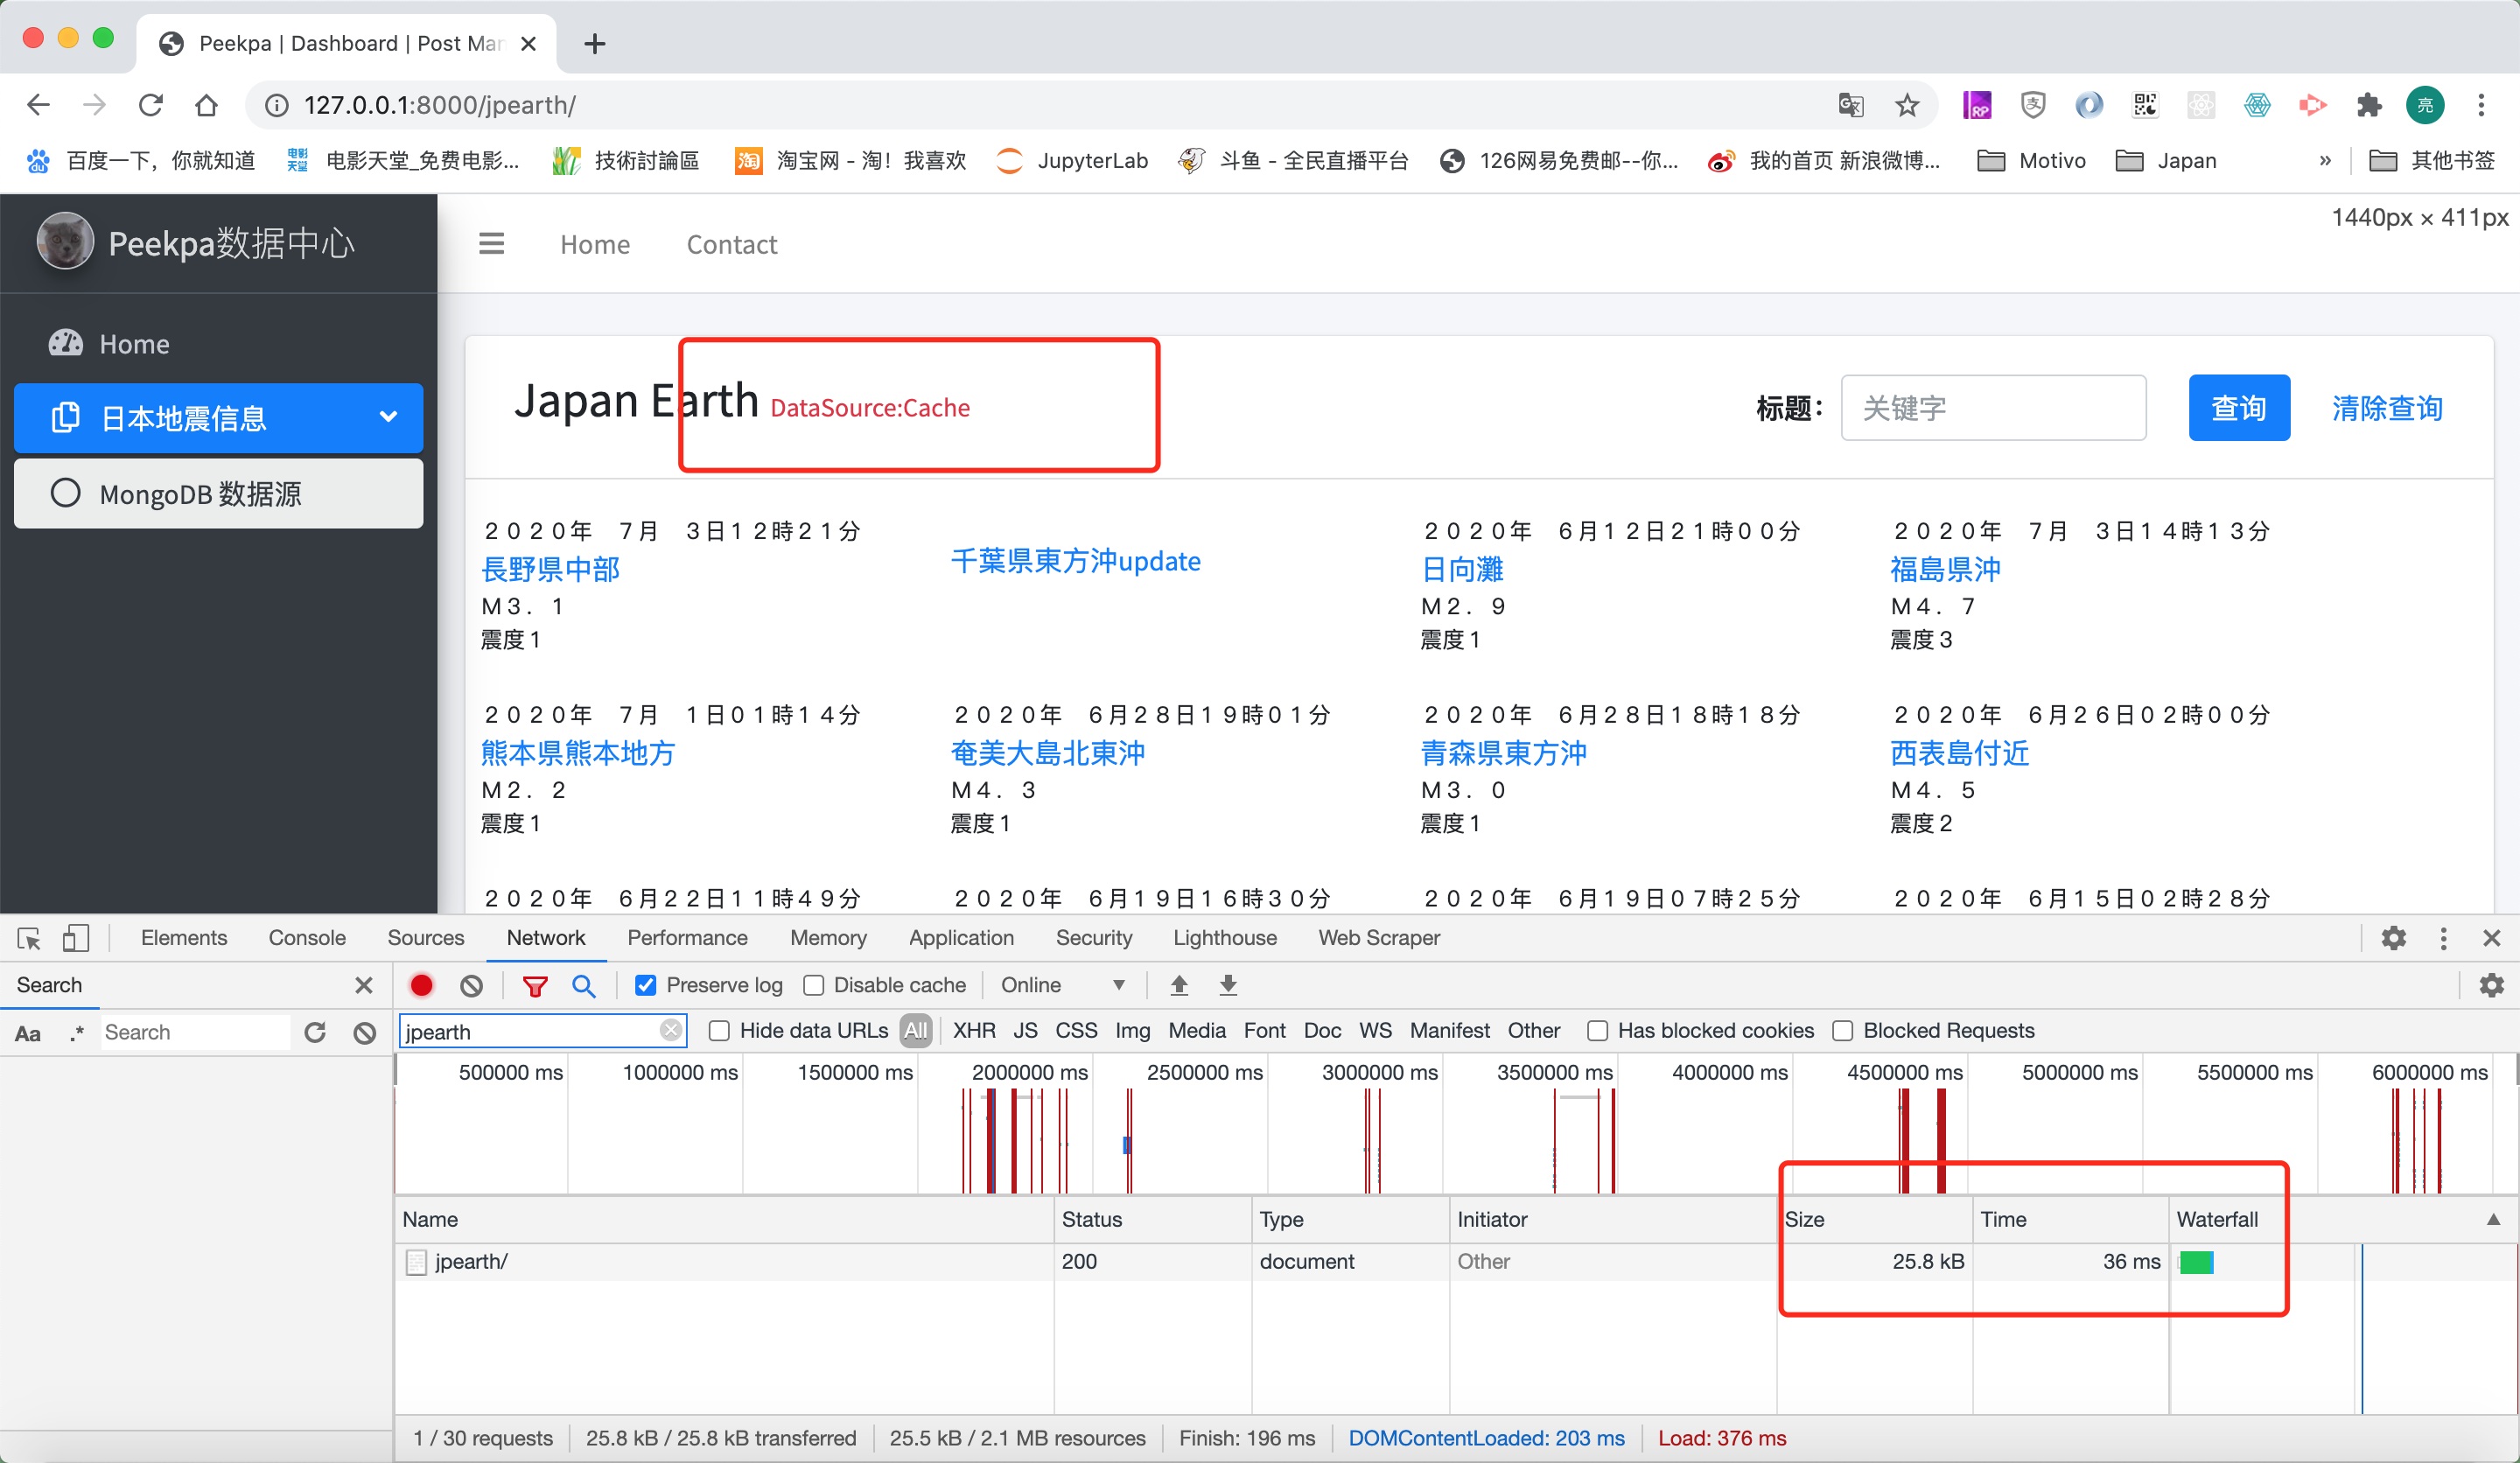 Peekpa | Dashboard | Post Mar
127.0.0.1:8000/jpearth/
RP
支
亮
百度一下，你就知道
电影天堂
电影天堂_免费电影...
技術討論區
淘
淘宝网 - 淘！我喜欢
JupyterLab
斗鱼 - 全民直播平台
126网易免费邮--你...
我的首页 新浪微博...
Motivo
Japan
»
其他书签
Peekpa数据中心
Home
Contact
1440px × 411px
Home
日本地震信息
MongoDB 数据源
Japan Earth DataSource:Cache
标题：
关键字
查询
清除查询
２０２０年　７月　３日１２時２１分
長野県中部
Ｍ３．１
震度１
千葉県東方沖update
２０２０年　６月１２日２１時００分
日向灘
Ｍ２．９
震度１
２０２０年　７月　３日１４時１３分
福島県沖
Ｍ４．７
震度３
２０２０年　７月　１日０１時１４分
熊本県熊本地方
Ｍ２．２
震度１
２０２０年　６月２８日１９時０１分
奄美大島北東沖
Ｍ４．３
震度１
２０２０年　６月２８日１８時１８分
青森県東方沖
Ｍ３．０
震度１
２０２０年　６月２６日０２時００分
西表島付近
Ｍ４．５
震度２
２０２０年　６月２２日１１時４９分
２０２０年　６月１９日１６時３０分
２０２０年　６月１９日０７時２５分
２０２０年　６月１５日０２時２８分
Elements Console Sources Network Performance Memory Application Security Lighthouse Web Scraper
Search
Preserve log Disable cache Online
Aa .* Search
jpearth
Hide data URLs All XHR JS CSS Img Media Font Doc WS Manifest Other Has blocked cookies Blocked Requests
500000 ms 1000000 ms 1500000 ms 2000000 ms 2500000 ms 3000000 ms 3500000 ms 4000000 ms 4500000 ms 5000000 ms 5500000 ms 6000000 ms
Name Status Type Initiator Size Time Waterfall
jpearth/ 200 document Other 25.8 kB 36 ms
1 / 30 requests 25.8 kB / 25.8 kB transferred 25.5 kB / 2.1 MB resources Finish: 196 ms DOMContentLoaded: 203 ms Load: 376 ms